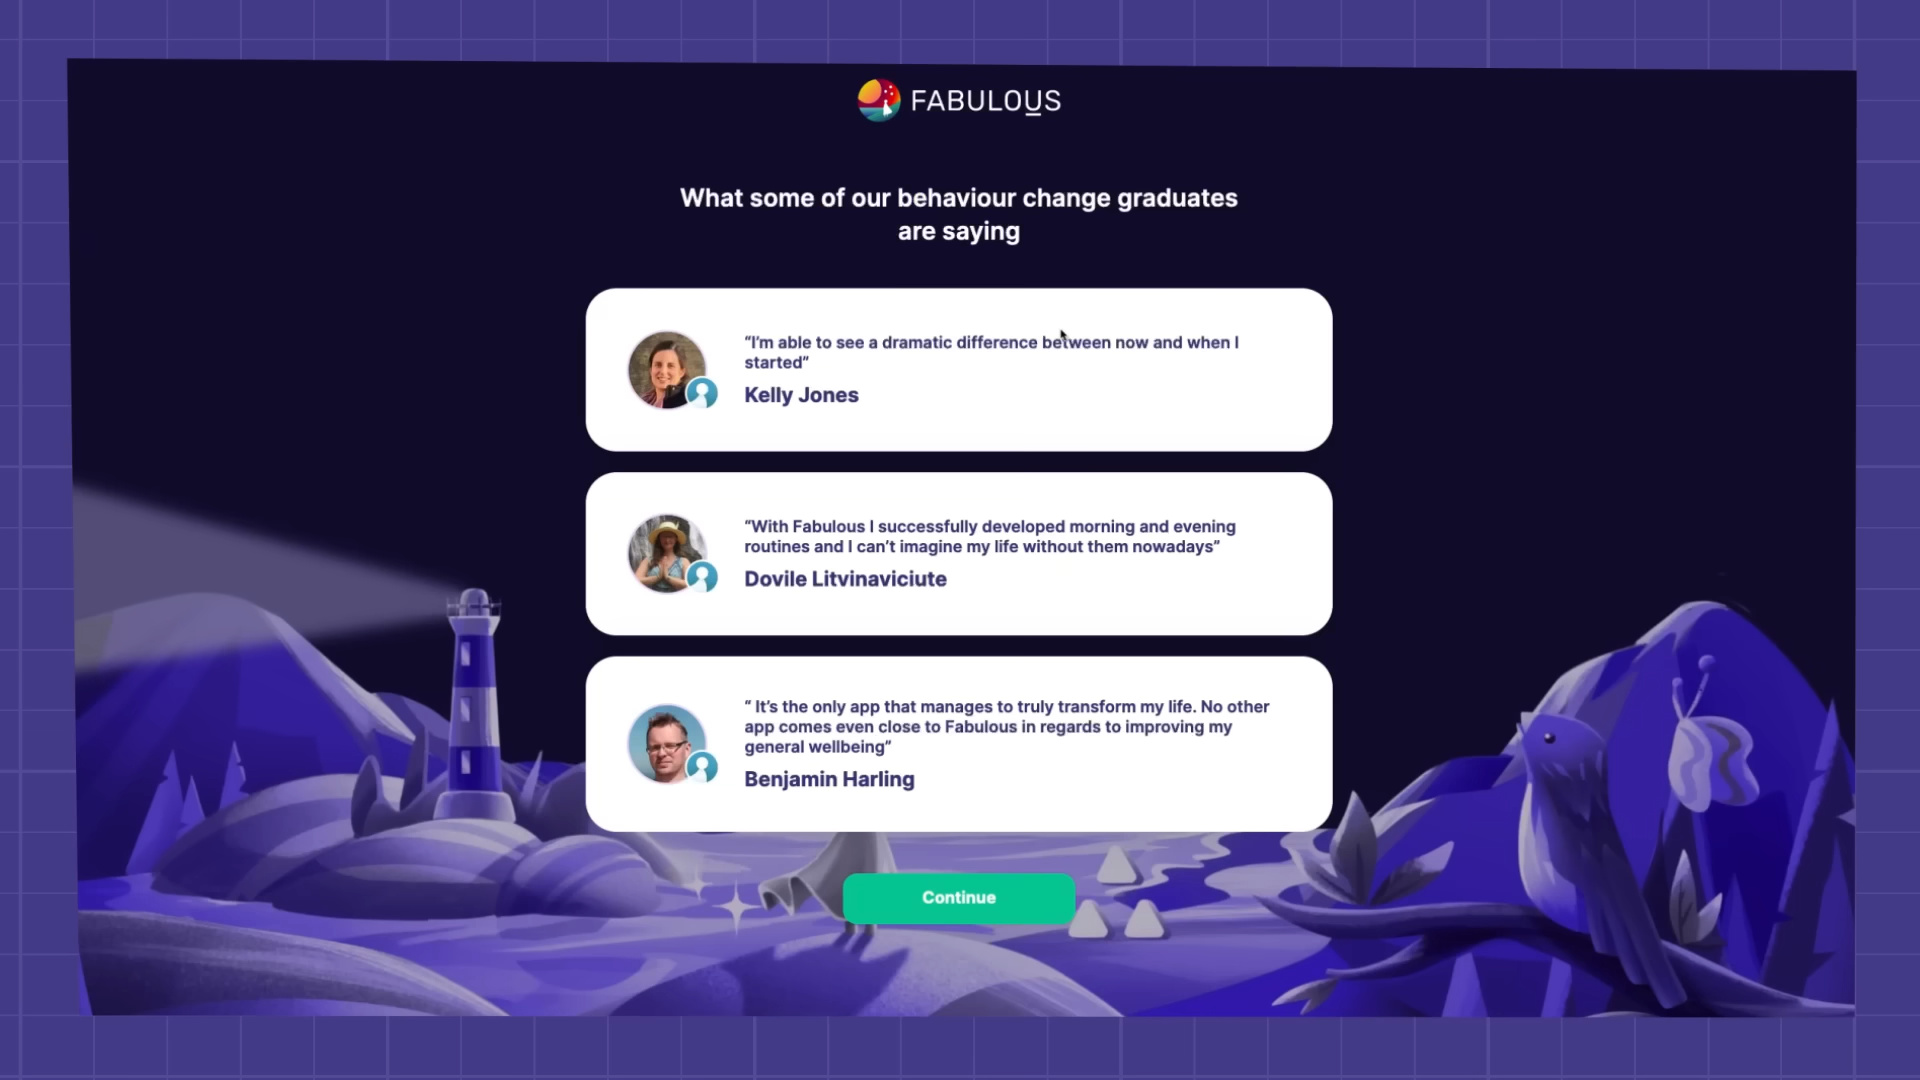 FABULOUS
What some of our behaviour change graduates
are saying
“I’m able to see a dramatic difference between now and when I
started”
Kelly Jones
“With Fabulous I successfully developed morning and evening
routines and I can’t imagine my life without them nowadays”
Dovile Litvinaviciute
“ It’s the only app that manages to truly transform my life. No other
app comes even close to Fabulous in regards to improving my
general wellbeing”
Benjamin Harling
Continue